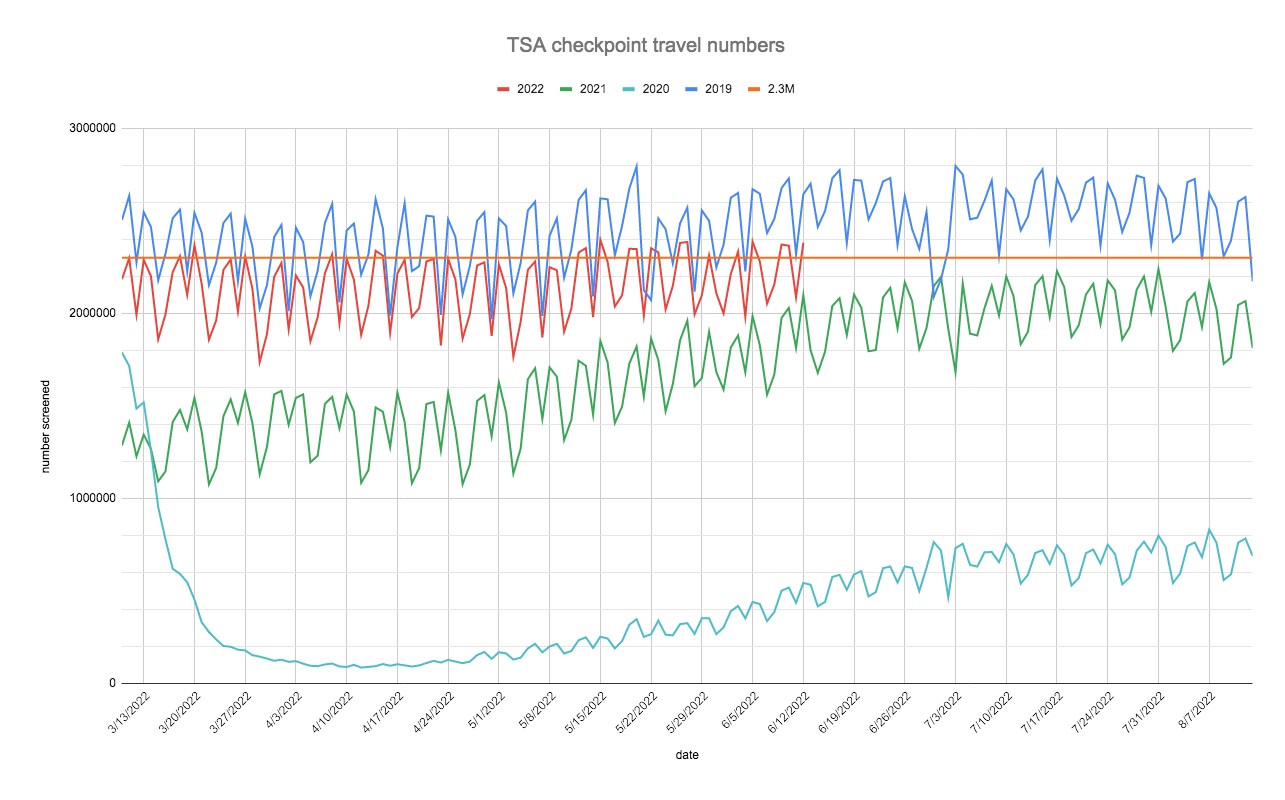 TSA checkpoint travel numbers
2022 2021 2020 2019 2.3M
3000000
2000000
1000000
0
number screened
3/13/2022 3/20/2022 3/27/2022 4/3/2022 4/10/2022 4/17/2022 4/24/2022 5/1/2022 5/8/2022 5/15/2022 5/22/2022 5/29/2022 6/5/2022 6/12/2022 6/19/2022 6/26/2022 7/3/2022 7/10/2022 7/17/2022 7/24/2022 7/31/2022 8/7/2022
date